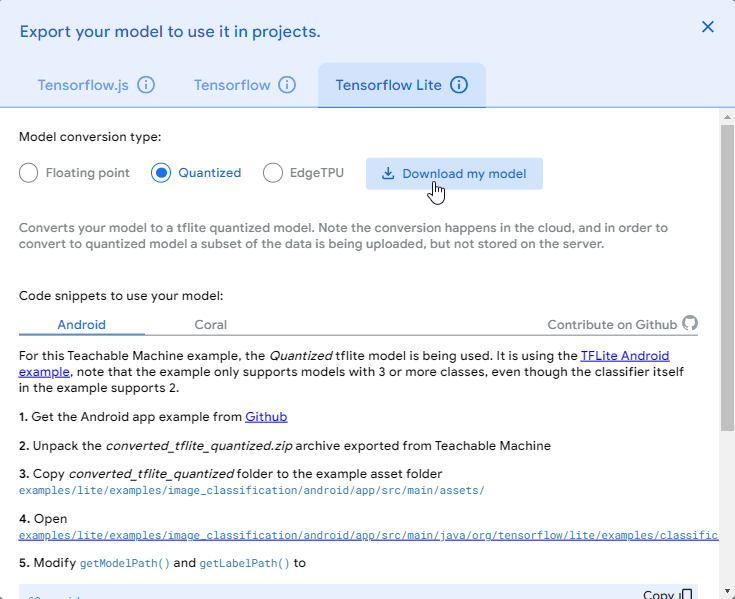 Export your model to use it in projects.
Tensorflow.js
Tensorflow
Tensorflow Lite
Model conversion type:
Floating point
Quantized
EdgeTPU
Download my model
Converts your model to a tflite quantized model. Note the conversion happens in the cloud, and in order to
convert to quantized model a subset of the data is being uploaded, but not stored on the server.
Code snippets to use your model:
Android
Coral
Contribute on Github
For this Teachable Machine example, the Quantized tflite model is being used. It is using the TFLite Android
example, note that the example only supports models with 3 or more classes, even though the classifier itself
in the example supports 2.
1. Get the Android app example from Github
2. Unpack the converted_tflite_quantized.zip archive exported from Teachable Machine
3. Copy converted_tflite_quantized folder to the example asset folder
examples/lite/examples/image_classification/android/app/src/main/assets/
4. Open
examples/lite/examples/image_classification/android/app/src/main/java/org/tensorflow/lite/examples/classific
5. Modify getModelPath() and getLabelPath() to
Copy